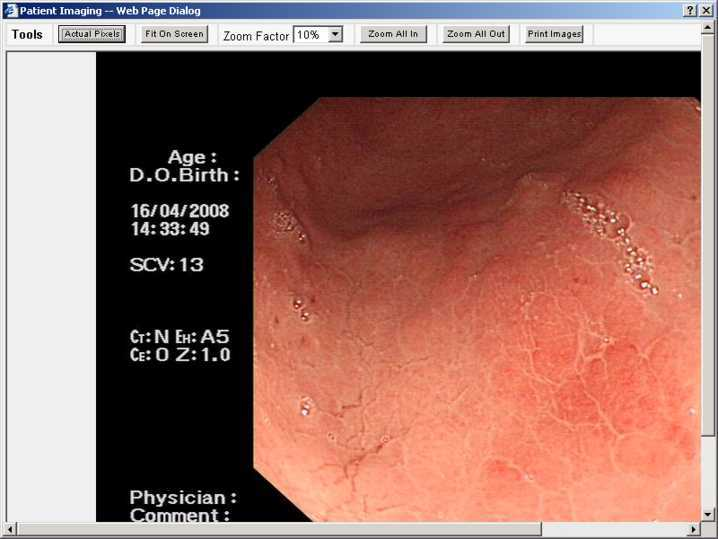 Patient Imaging -- Web Page Dialog
Tools Actual Pixels Fit On Screen Zoom Factor 10% Zoom All In Zoom All Out Print Images
Age :
D.O.Birth :
16/04/2008
14:33:49
SCV:13
CT:N EH:A5
CE:0 Z:1.0
Physician :
Comment :